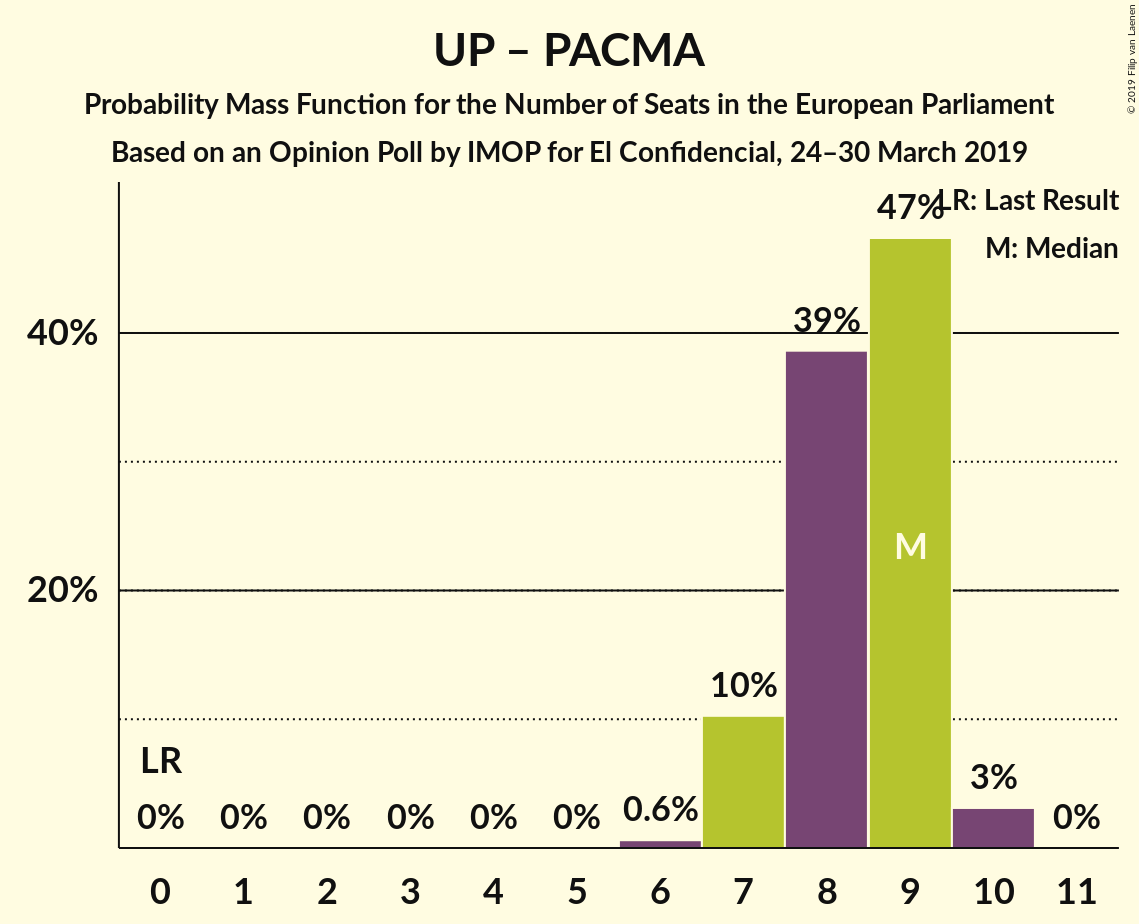 UP – PACMA
Probability Mass Function for the Number of Seats in the European Parliament
Based on an Opinion Poll by IMOP for El Confidencial, 24–30 March 2019
© 2019 Filip van Laenen
LR: Last Result
M: Median
47%
39%
40%
M
20%
10%
LR
3%
0% 0% 0% 0% 0% 0% 0.6% 0%
0 1 2 3 4 5 6 7 8 9 10 11